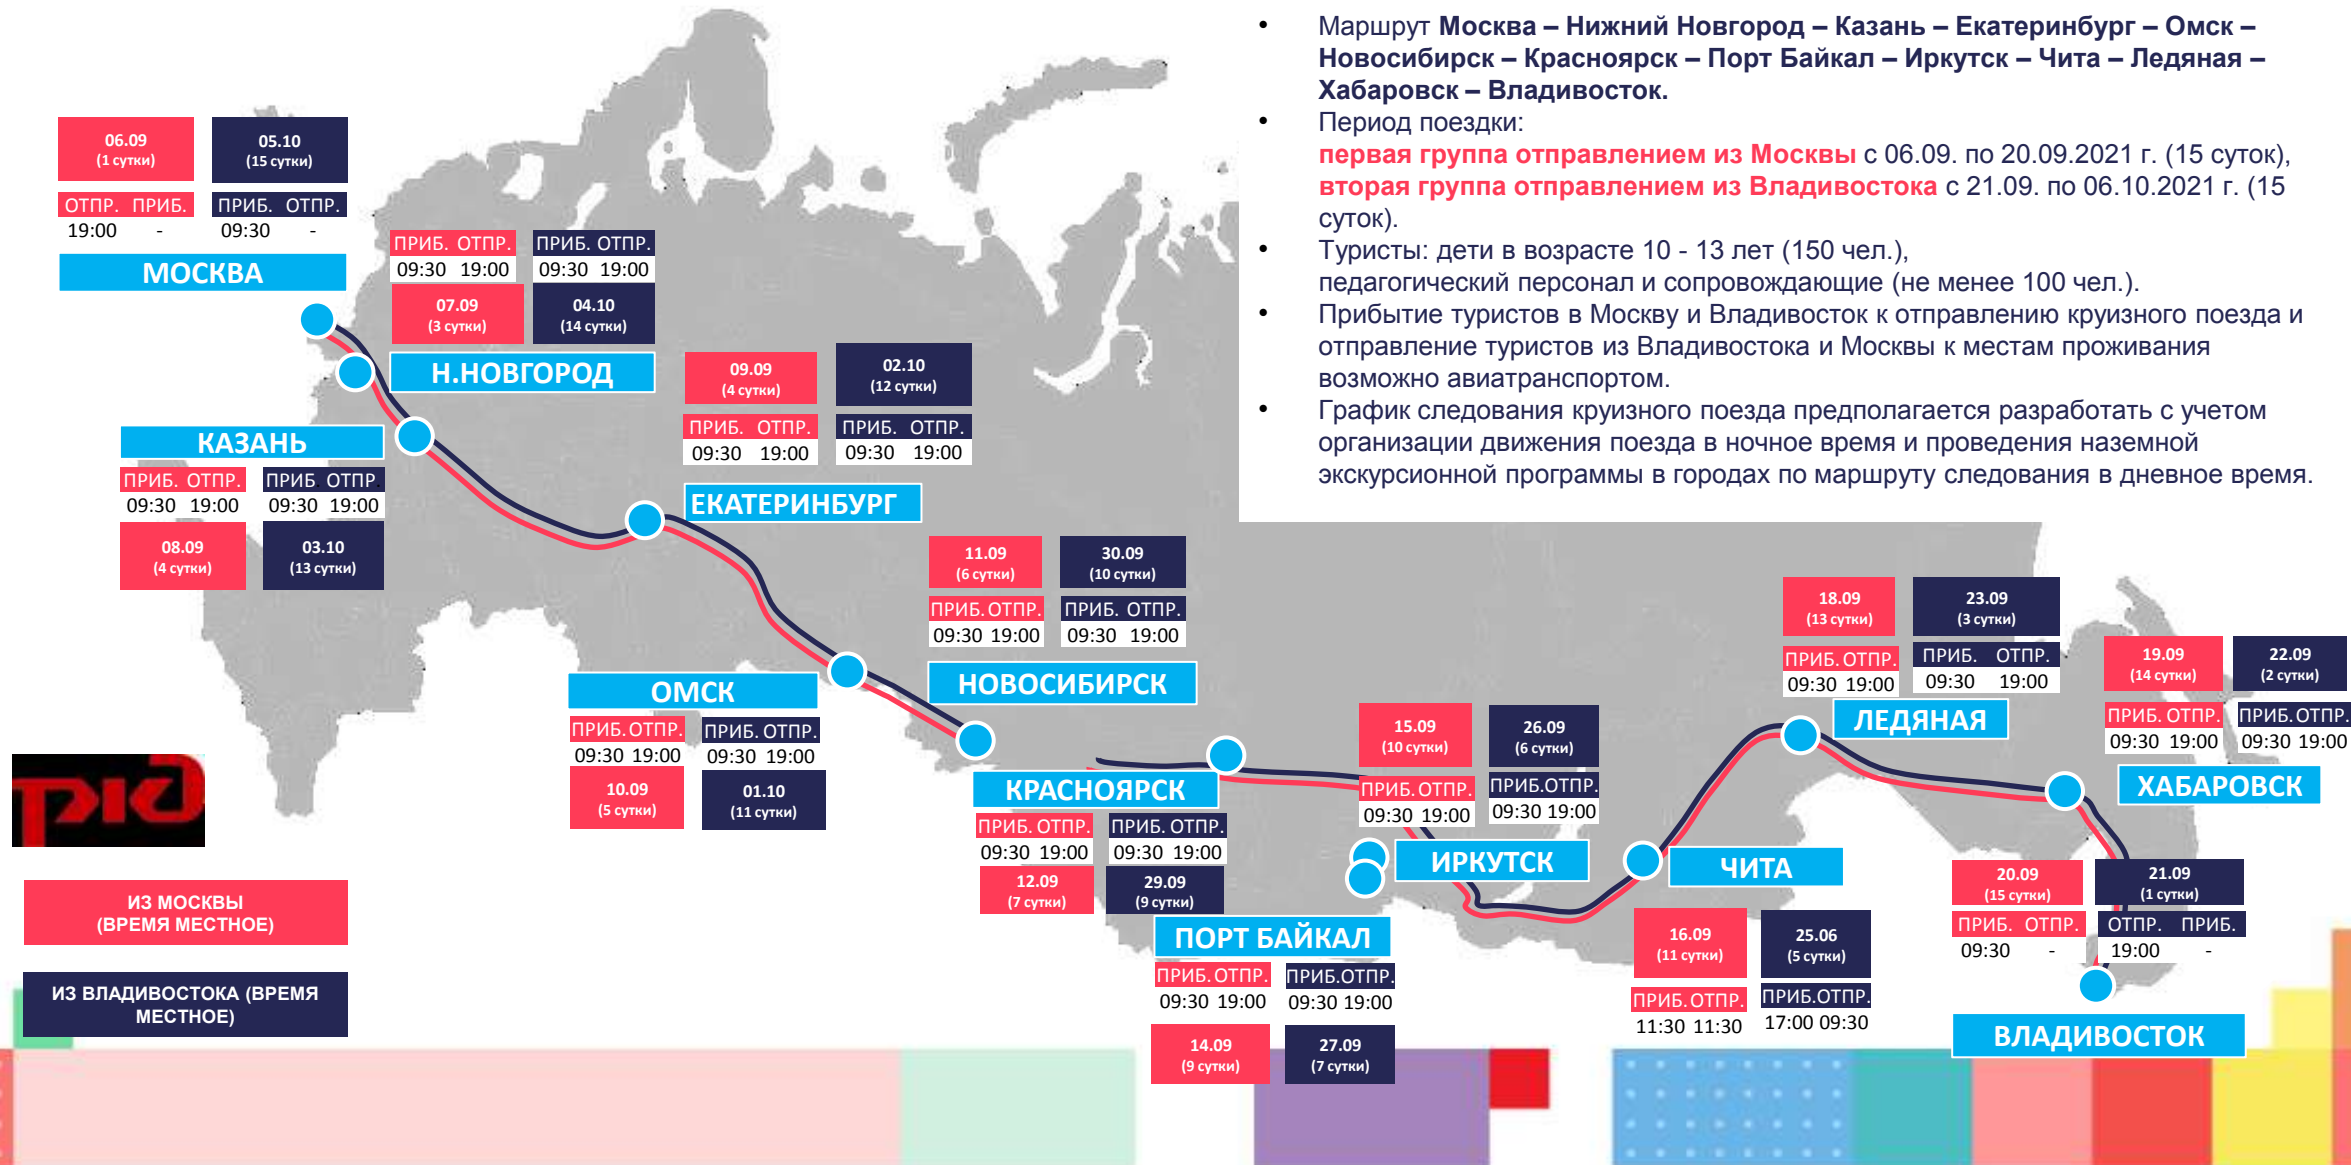 • Маршрут Москва – Нижний Новгород – Казань – Екатеринбург – Омск –
Новосибирск – Красноярск – Порт Байкал – Иркутск – Чита – Ледяная –
Хабаровск – Владивосток.
• Период поездки:
первая группа отправлением из Москвы с 06.09. по 20.09.2021 г. (15 суток),
вторая группа отправлением из Владивостока с 21.09. по 06.10.2021 г. (15
суток).
• Туристы: дети в возрасте 10 - 13 лет (150 чел.),
педагогический персонал и сопровождающие (не менее 100 чел.).
• Прибытие туристов в Москву и Владивосток к отправлению круизного поезда и
отправление туристов из Владивостока и Москвы к местам проживания
возможно авиатранспортом.
• График следования круизного поезда предполагается разработать с учетом
организации движения поезда в ночное время и проведения наземной
экскурсионной программы в городах по маршруту следования в дневное время.
06.09 05.10
(1 сутки) (15 сутки)
ОТПР. ПРИБ. ПРИБ. ОТПР.
19:00 - 09:30 -
МОСКВА
ПРИБ. ОТПР. ПРИБ. ОТПР.
09:30 19:00 09:30 19:00
07.09 04.10
(3 сутки) (14 сутки)
Н.НОВГОРОД
КАЗАНЬ
ПРИБ. ОТПР. ПРИБ. ОТПР.
09:30 19:00 09:30 19:00
08.09 03.10
(4 сутки) (13 сутки)
09.09 02.10
(4 сутки) (12 сутки)
ПРИБ. ОТПР. ПРИБ. ОТПР.
09:30 19:00 09:30 19:00
ЕКАТЕРИНБУРГ
ОМСК
ПРИБ. ОТПР. ПРИБ. ОТПР.
09:30 19:00 09:30 19:00
10.09 01.10
(5 сутки) (11 сутки)
11.09 30.09
(6 сутки) (10 сутки)
ПРИБ. ОТПР. ПРИБ. ОТПР.
09:30 19:00 09:30 19:00
НОВОСИБИРСК
КРАСНОЯРСК
ПРИБ. ОТПР. ПРИБ. ОТПР.
09:30 19:00 09:30 19:00
12.09 29.09
(7 сутки) (9 сутки)
ПОРТ БАЙКАЛ
ПРИБ. ОТПР. ПРИБ.ОТПР.
09:30 19:00 09:30 19:00
14.09 27.09
(9 сутки) (7 сутки)
15.09 26.09
(10 сутки) (6 сутки)
ПРИБ. ОТПР. ПРИБ.ОТПР.
09:30 19:00 09:30 19:00
ИРКУТСК
ЧИТА
16.09 25.06
(11 сутки) (5 сутки)
ПРИБ. ОТПР. ПРИБ.ОТПР.
11:30 11:30 17:00 09:30
18.09 23.09
(13 сутки) (3 сутки)
ПРИБ. ОТПР. ПРИБ. ОТПР.
09:30 19:00 09:30 19:00
ЛЕДЯНАЯ
19.09 22.09
(14 сутки) (2 сутки)
ПРИБ. ОТПР. ПРИБ. ОТПР.
09:30 19:00 09:30 19:00
ХАБАРОВСК
20.09 21.09
(15 сутки) (1 сутки)
ПРИБ. ОТПР. ОТПР. ПРИБ.
09:30 - 19:00 -
ВЛАДИВОСТОК
ржд
ИЗ МОСКВЫ
(ВРЕМЯ МЕСТНОЕ)
ИЗ ВЛАДИВОСТОКА (ВРЕМЯ
МЕСТНОЕ)